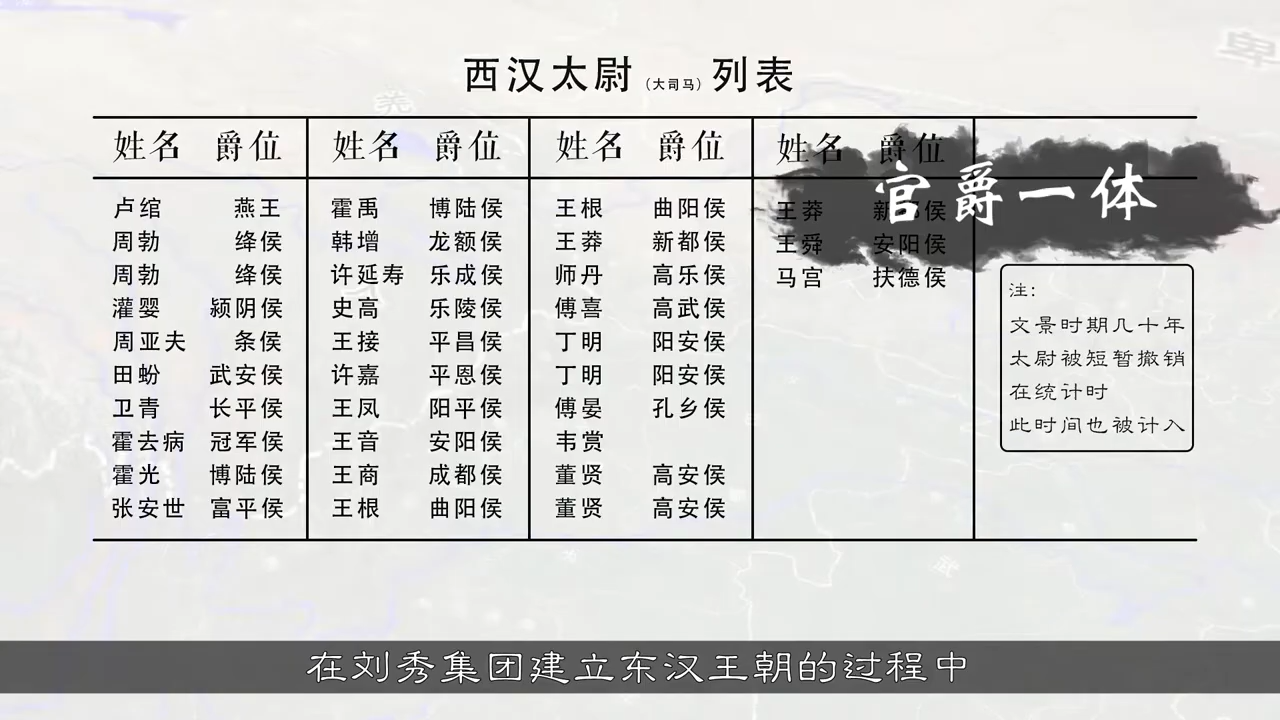 西汉太尉（大司马）列表
姓名 爵位 姓名 爵位 姓名 爵位 姓名 爵位
官爵一体
卢绾 燕王 霍禹 博陆侯 王根 曲阳侯 王莽 新都侯
周勃 绛侯 韩增 龙额侯 王莽 新都侯 王舜 安阳侯
周勃 绛侯 许延寿 乐成侯 师丹 高乐侯 马宫 扶德侯
灌婴 颍阴侯 史高 乐陵侯 傅喜 高武侯
周亚夫 条侯 王接 平昌侯 丁明 阳安侯
田蚡 武安侯 许嘉 平恩侯 丁明 阳安侯
卫青 长平侯 王凤 阳平侯 傅晏 孔乡侯
霍去病 冠军侯 王音 安阳侯 韦赏
霍光 博陆侯 王商 成都侯 董贤 高安侯
张安世 富平侯 王根 曲阳侯 董贤 高安侯
注：
文景时期几十年
太尉被短暂撤销
在统计时
此时间也被计入
在刘秀集团建立东汉王朝的过程中